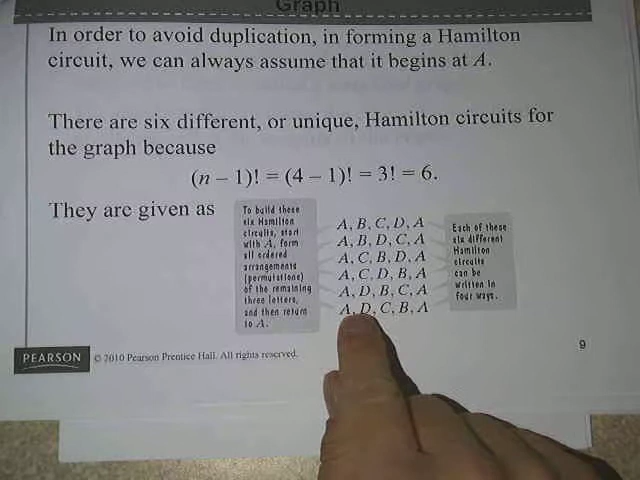 Graph
In order to avoid duplication, in forming a Hamilton
circuit, we can always assume that it begins at A.
There are six different, or unique, Hamilton circuits for
the graph because
(n – 1)! = (4 – 1)! = 3! = 6.
They are given as
To build these
six Hamilton
circuits, start
with A, form
all ordered
arrangements
(permutations)
of the remaining
three letters,
and then return
to A.
A, B, C, D, A
A, B, D, C, A
A, C, B, D, A
A, C, D, B, A
A, D, B, C, A
A, D, C, B, A
Each of these
six different
Hamilton
circuits
can be
written in
four ways.
PEARSON
© 2010 Pearson Prentice Hall. All rights reserved.
9